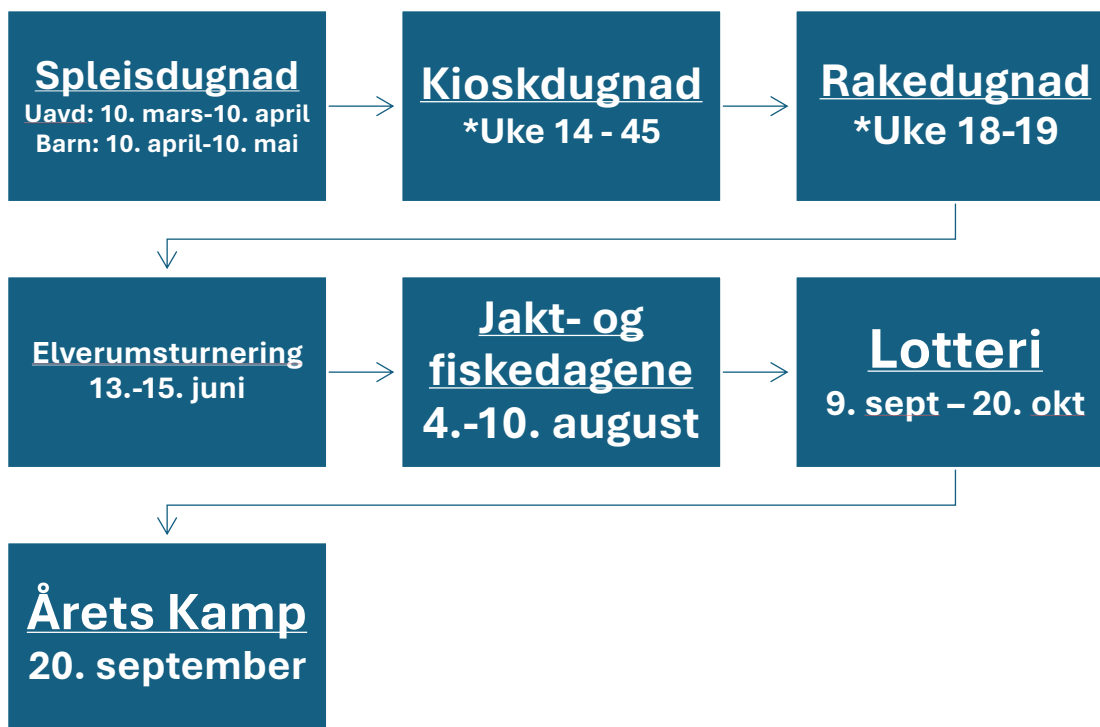 Spleisdugnad
Uavd: 10. mars-10. april
Barn: 10. april-10. mai
Kioskdugnad
*Uke 14 - 45
Rakedugnad
*Uke 18-19
Elverumsturnering
13.-15. juni
Jakt- og
fiskedagene
4.-10. august
Lotteri
9. sept – 20. okt
Årets Kamp
20. september